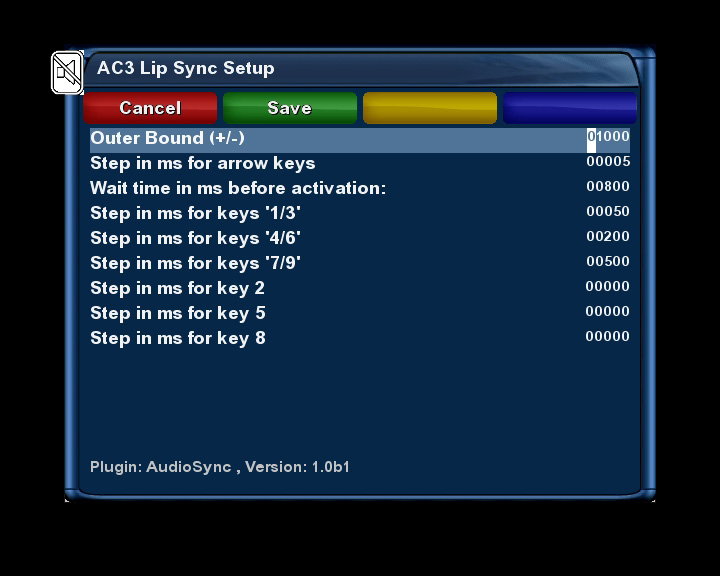 AC3 Lip Sync Setup
Cancel Save
Outer Bound (+/-) 01000
Step in ms for arrow keys 00005
Wait time in ms before activation: 00800
Step in ms for keys '1/3' 00050
Step in ms for keys '4/6' 00200
Step in ms for keys '7/9' 00500
Step in ms for key 2 00000
Step in ms for key 5 00000
Step in ms for key 8 00000
Plugin: AudioSync , Version: 1.0b1